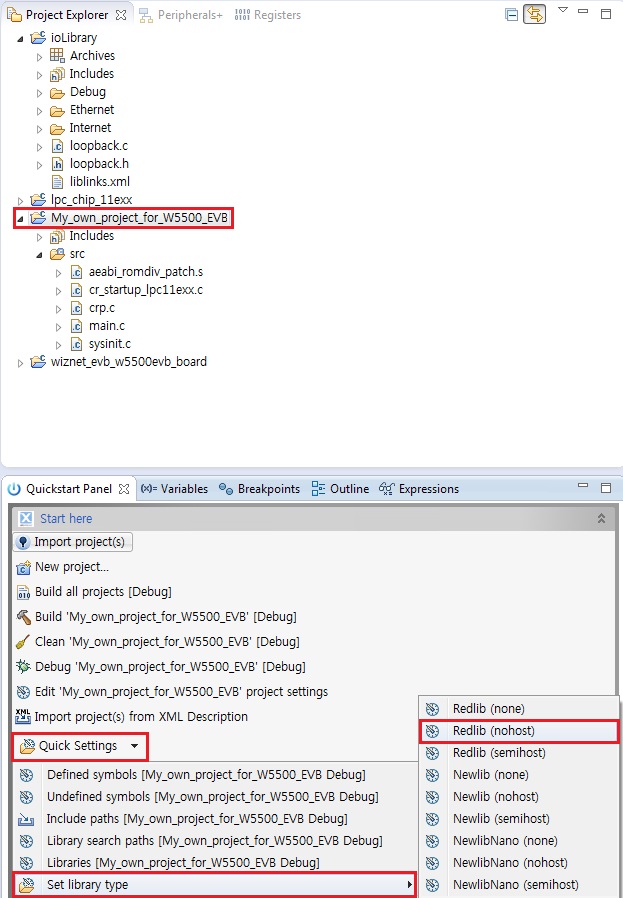 Project Explorer Peripherals+ Registers
ioLibrary
Archives
Includes
Debug
Ethernet
Internet
loopback.c
loopback.h
liblinks.xml
lpc_chip_11exx
My_own_project_for_W5500_EVB
Includes
src
aeabi_romdiv_patch.s
cr_startup_lpc11exx.c
crp.c
main.c
sysinit.c
wiznet_evb_w5500evb_board
Quickstart Panel (x)= Variables Breakpoints Outline Expressions
Start here
Import project(s)
New project...
Build all projects [Debug]
Build 'My_own_project_for_W5500_EVB' [Debug]
Clean 'My_own_project_for_W5500_EVB' [Debug]
Debug 'My_own_project_for_W5500_EVB' [Debug]
Edit 'My_own_project_for_W5500_EVB' project settings
Import project(s) from XML Description
Quick Settings
Defined symbols [My_own_project_for_W5500_EVB Debug]
Undefined symbols [My_own_project_for_W5500_EVB Debug]
Include paths [My_own_project_for_W5500_EVB Debug]
Library search paths [My_own_project_for_W5500_EVB Debug]
Libraries [My_own_project_for_W5500_EVB Debug]
Set library type
Redlib (none)
Redlib (nohost)
Redlib (semihost)
Newlib (none)
Newlib (nohost)
Newlib (semihost)
NewlibNano (none)
NewlibNano (nohost)
NewlibNano (semihost)